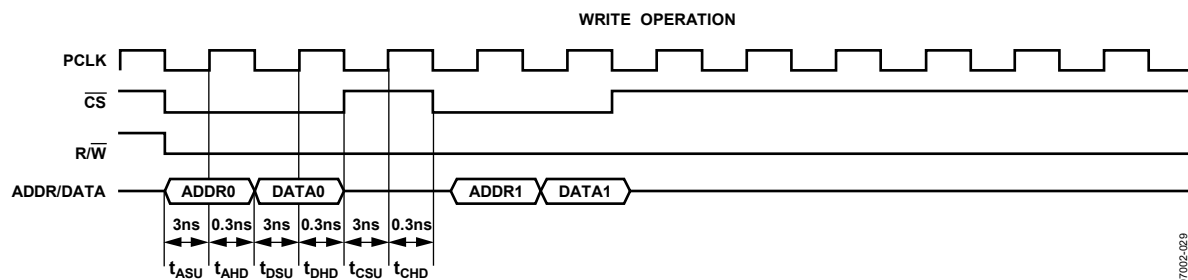 WRITE OPERATION
PCLK
CS
R/W
ADDR/DATA
ADDR0 DATA0 ADDR1 DATA1
3ns 0.3ns 3ns 0.3ns 3ns 0.3ns
tASU tAHD tDSU tDHD tCSU tCHD
7002-029